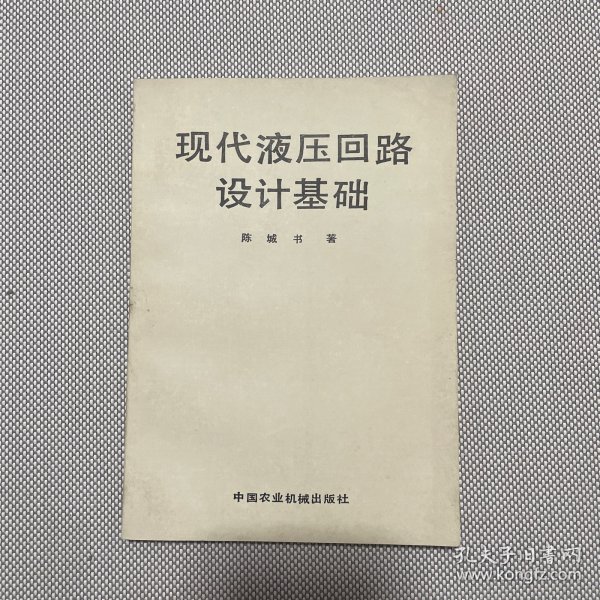 现代液压回路
设计基础
陈城书 著
中国农业机械出版社
孔夫子旧书网
www.kongfz.com